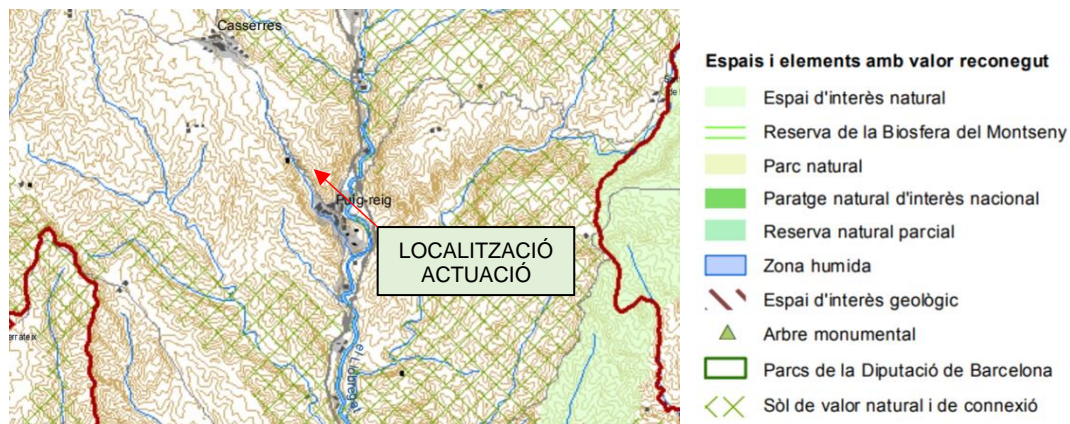 Casserres
Puig-reig
LOCALITZACIÓ
ACTUACIÓ
el Llobregat
Espais i elements amb valor reconegut
Espai d'interès natural
Reserva de la Biosfera del Montseny
Parc natural
Paratge natural d'interès nacional
Reserva natural parcial
Zona humida
Espai d'interès geològic
Arbre monumental
Parcs de la Diputació de Barcelona
Sòl de valor natural i de connexió